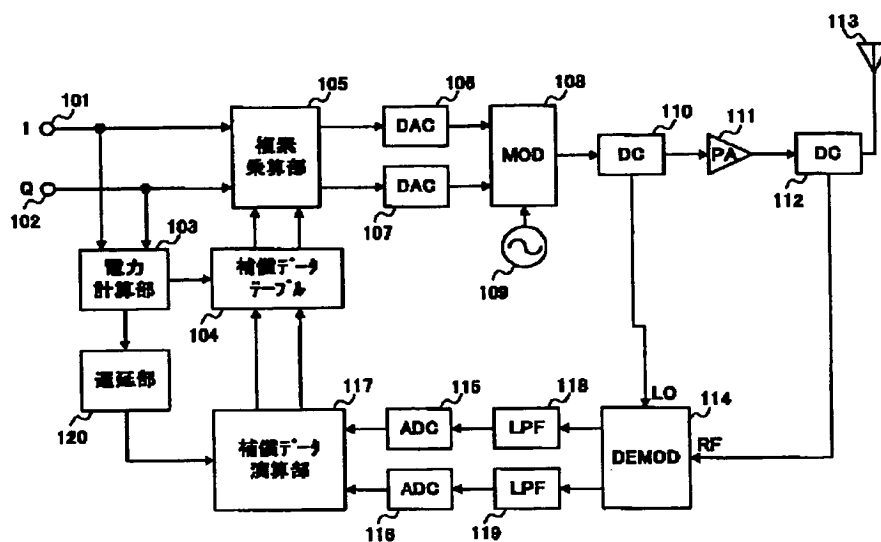 113
101
105
106
108
I
複素
乗算部
DAC
MOD
110
DC
111
PA
DC
112
Q
102
DAC
107
103
電力
計算部
補償データ
テーブル
104
109
遅延部
120
117
補償データ
演算部
115
ADC
118
LPF
LO
114
DEMOD
RF
ADC
116
LPF
119